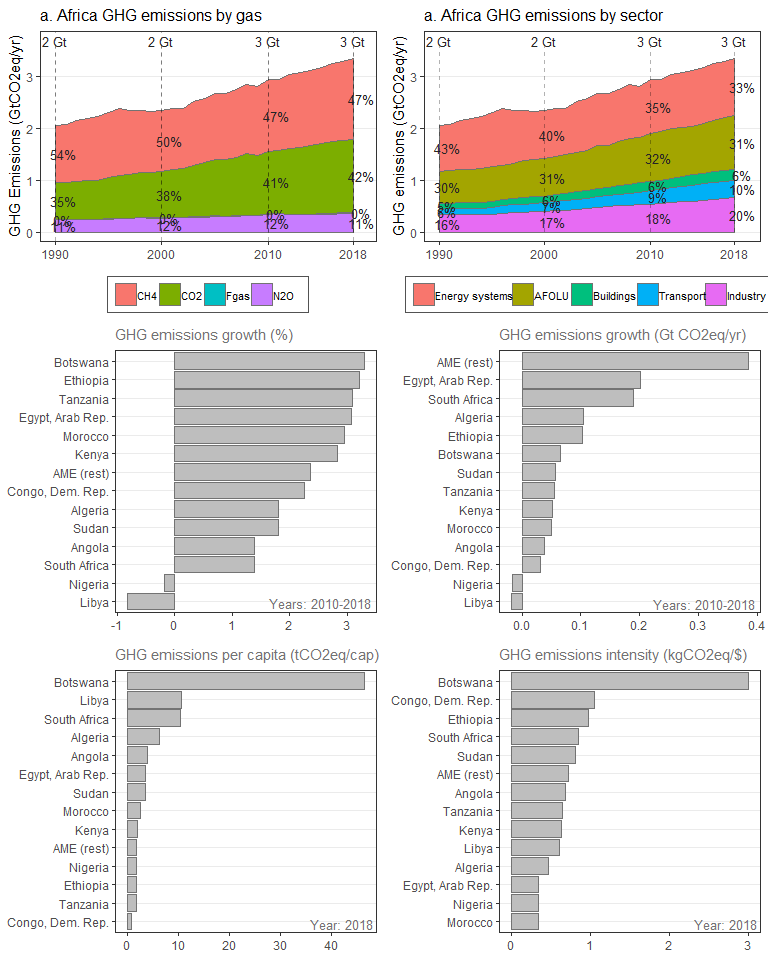 a. Africa GHG emissions by gas
GHG Emissions (GtCO2eq/yr)
2 Gt 2 Gt 3 Gt 3 Gt
3
2
1
0
54% 50% 47% 47%
35% 38% 41% 42%
0% 0% 0% 0%
11% 12% 12% 11%
1990 2000 2010 2018
CH4 CO2 Fgas N2O
a. Africa GHG emissions by sector
GHG Emissions (GtCO2eq/yr)
2 Gt 2 Gt 3 Gt 3 Gt
3
2
1
0
43% 40% 35% 33%
30% 31% 32% 31%
6% 6% 6% 6%
6% 7% 9% 10%
16% 17% 18% 20%
1990 2000 2010 2018
Energy systems AFOLU Buildings Transport Industry
GHG emissions growth (%)
Botswana
Ethiopia
Tanzania
Egypt, Arab Rep.
Morocco
Kenya
AME (rest)
Congo, Dem. Rep.
Algeria
Sudan
Angola
South Africa
Nigeria
Libya
Years: 2010-2018
-1 0 1 2 3
GHG emissions growth (Gt CO2eq/yr)
AME (rest)
Egypt, Arab Rep.
South Africa
Algeria
Ethiopia
Botswana
Sudan
Tanzania
Kenya
Morocco
Angola
Congo, Dem. Rep.
Nigeria
Libya
Years: 2010-2018
0.0 0.1 0.2 0.3 0.4
GHG emissions per capita (tCO2eq/cap)
Botswana
Libya
South Africa
Algeria
Angola
Egypt, Arab Rep.
Sudan
Morocco
Kenya
AME (rest)
Nigeria
Ethiopia
Tanzania
Congo, Dem. Rep.
Year: 2018
0 10 20 30 40
GHG emissions intensity (kgCO2eq/$)
Botswana
Congo, Dem. Rep.
Ethiopia
South Africa
Sudan
AME (rest)
Angola
Tanzania
Kenya
Libya
Algeria
Egypt, Arab Rep.
Nigeria
Morocco
Year: 2018
0 1 2 3